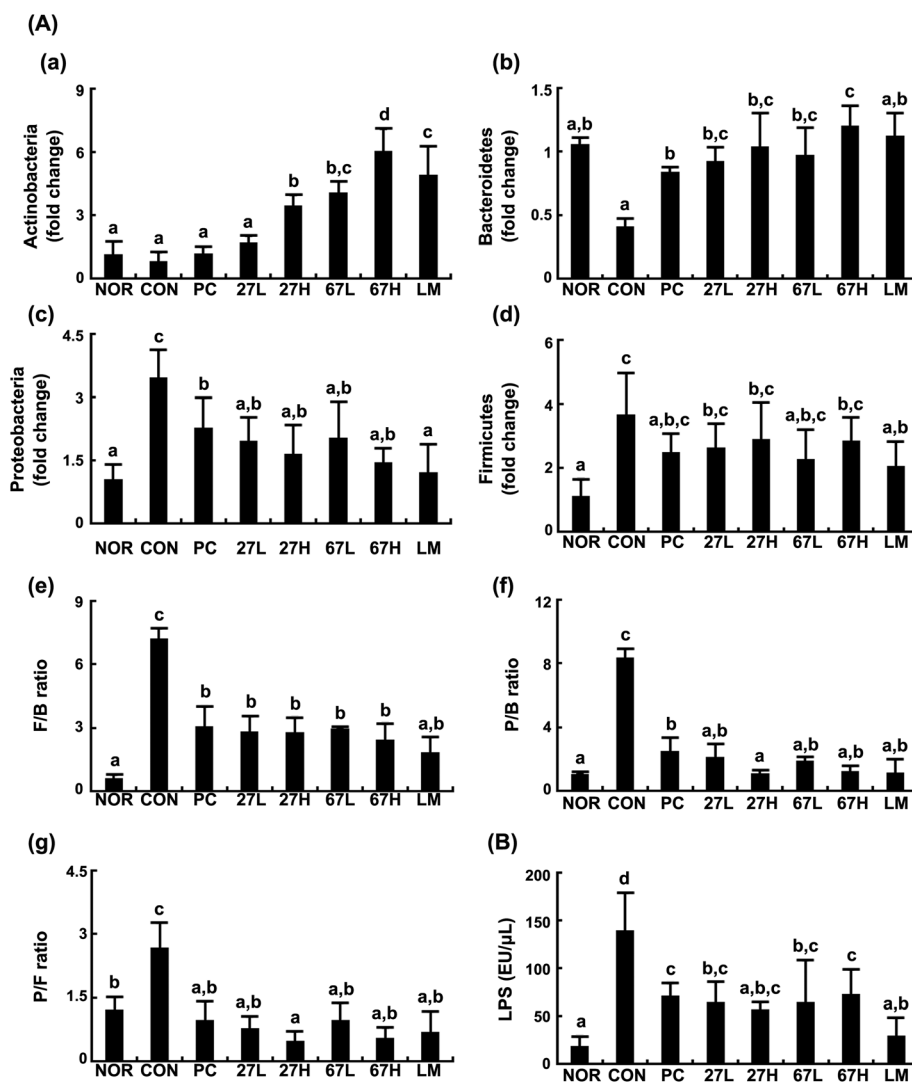 (A)
(a)
Actinobacteria
(fold change)
9
6
3
0
a
a
a
a
b
b,c
d
c
NOR CON PC 27L 27H 67L 67H LM
(b)
Bacteroidetes
(fold change)
1.5
1
0.5
0
a,b
a
b
b,c
b,c
b,c
c
a,b
NOR CON PC 27L 27H 67L 67H LM
(c)
Proteobacteria
(fold change)
4.5
3
1.5
0
a
c
b
a,b
a,b
a,b
a,b
a
NOR CON PC 27L 27H 67L 67H LM
(d)
Firmicutes
(fold change)
6
4
2
0
a
c
a,b,c
b,c
b,c
a,b,c
b,c
a,b
NOR CON PC 27L 27H 67L 67H LM
(e)
F/B ratio
9
6
3
0
a
c
b
b
b
b
b
a,b
NOR CON PC 27L 27H 67L 67H LM
(f)
P/B ratio
12
8
4
0
a
c
b
a,b
a
a,b
a,b
a,b
NOR CON PC 27L 27H 67L 67H LM
(g)
P/F ratio
4.5
3
1.5
0
b
c
a,b
a,b
a
a,b
a,b
a,b
NOR CON PC 27L 27H 67L 67H LM
(B)
LPS (EU/μL)
200
150
100
50
0
a
d
c
b,c
a,b,c
b,c
c
a,b
NOR CON PC 27L 27H 67L 67H LM